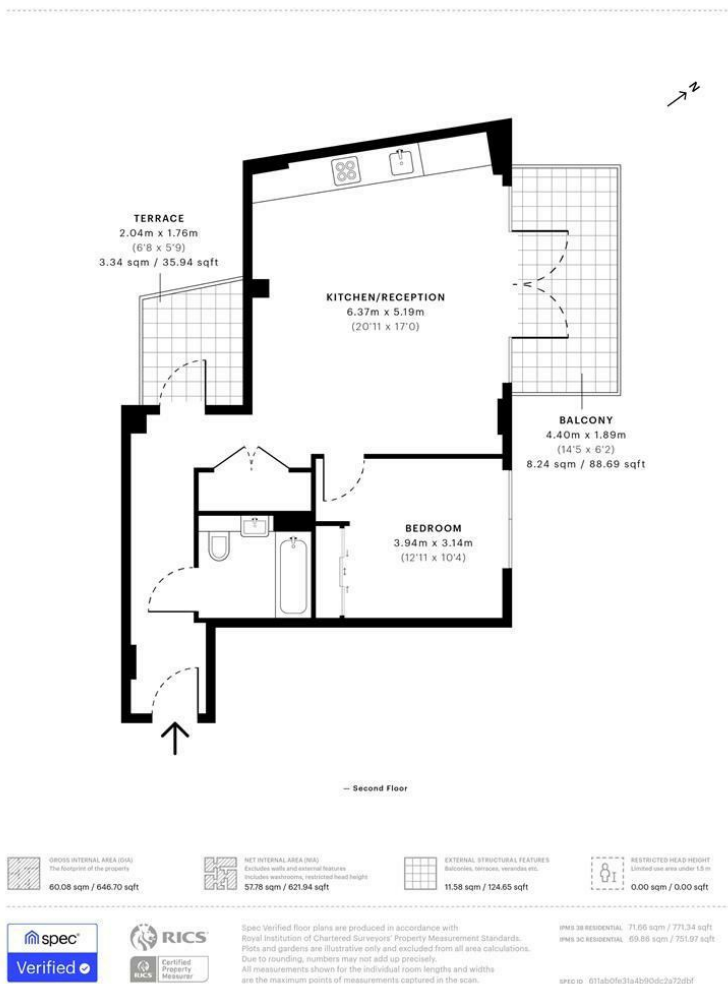 N
TERRACE
2.04m x 1.76m
(6'8 x 5'9)
3.34 sqm / 35.94 sqft
KITCHEN/RECEPTION
6.37m x 5.19m
(20'11 x 17'0)
BALCONY
4.40m x 1.89m
(14'5 x 6'2)
8.24 sqm / 88.69 sqft
BEDROOM
3.94m x 3.14m
(12'11 x 10'4)
— Second Floor
GROSS INTERNAL AREA (GIA)
The footprint of the property
60.08 sqm / 646.70 sqft
NET INTERNAL AREA (NIA)
Excludes walls and external features
Includes washrooms, restricted head height
57.78 sqm / 621.94 sqft
EXTERNAL STRUCTURAL FEATURES
Balconies, terraces, verandas etc.
11.58 sqm / 124.65 sqft
RESTRICTED HEAD HEIGHT
Limited use area under 1.5 m
0.00 sqm / 0.00 sqft
spec
Verified
RICS
RICS
Certified
Property
Measurer
Spec Verified floor plans are produced in accordance with
Royal Institution of Chartered Surveyors' Property Measurement Standards.
Plots and gardens are illustrative only and excluded from all area calculations.
Due to rounding, numbers may not add up precisely.
All measurements shown for the individual room lengths and widths
are the maximum points of measurements captured in the scan.
IPMS 3B RESIDENTIAL 71.66 sqm / 771.34 sqft
IPMS 3C RESIDENTIAL 69.86 sqm / 751.97 sqft
SPEC ID 611ab0fe31a4b90dc2a72dbf